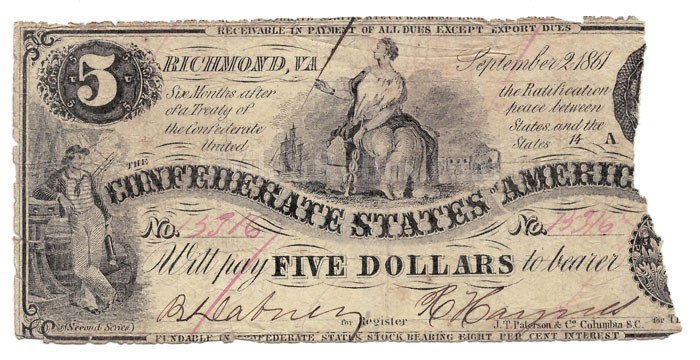 RECEIVABLE IN PAYMENT OF ALL DUES EXCEPT EXPORT DUES
5
RICHMOND, VA
September 2, 1861
Six Months after
of a Treaty of
the Confederate
United
the Ratification
peace between
States and the
States 14 A
THE
CONFEDERATE STATES OF AMERIC
No.
No.
Will pay FIVE DOLLARS to bearer
for Register
(Second Series)
J. T. Paterson & Co. Columbia S.C.
FUNDABLE IN CONFEDERATE STATES STOCK BEARING EIGHT PER CENT INTEREST